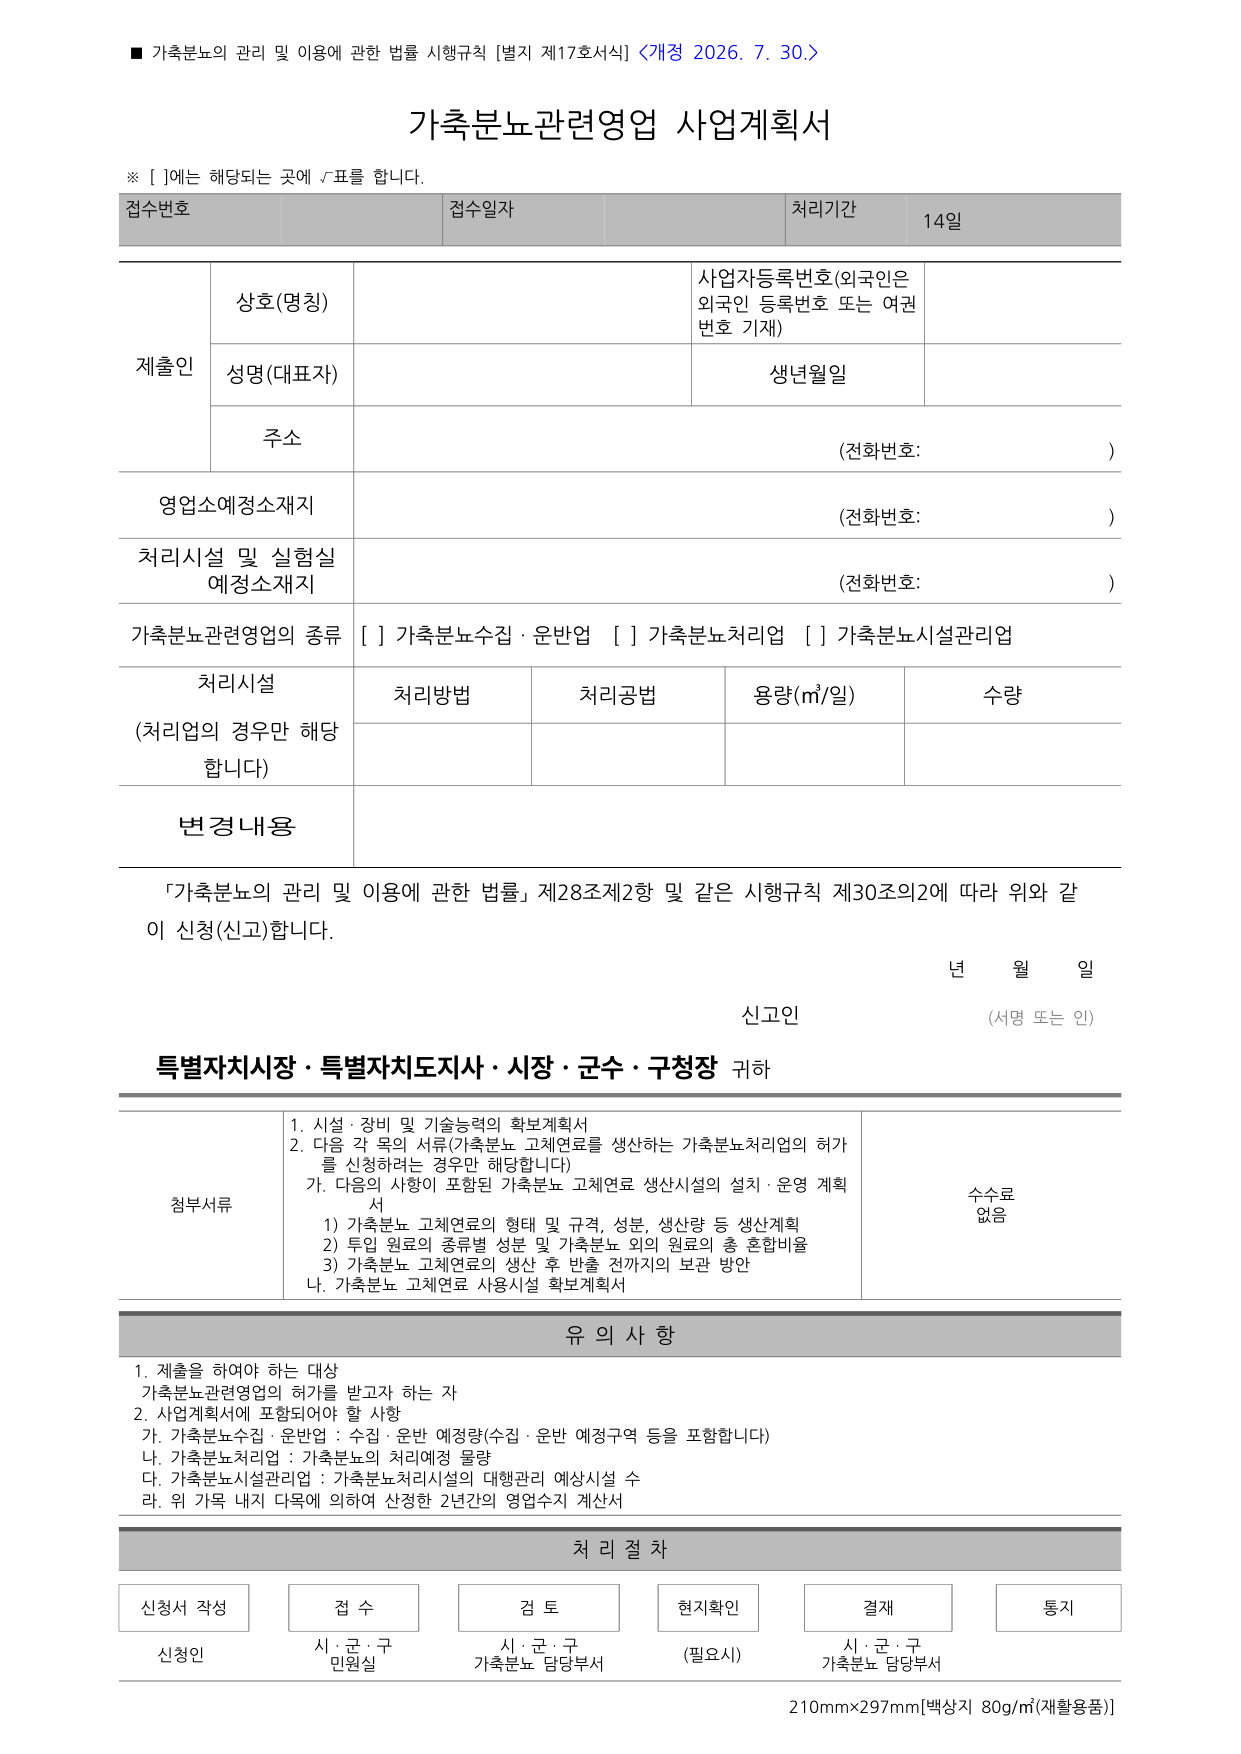 ■ 가축분뇨의 관리 및 이용에 관한 법률 시행규칙 [별지 제17호서식] <개정 2026. 7. 30.>
가축분뇨관련영업 사업계획서
※ [ ]에는 해당되는 곳에 √표를 합니다.
접수번호 접수일자 처리기간 14일
제출인
상호(명칭)
사업자등록번호(외국인은
외국인 등록번호 또는 여권
번호 기재)
성명(대표자) 생년월일
주소
(전화번호: )
영업소예정소재지
(전화번호: )
처리시설 및 실험실
예정소재지
(전화번호: )
가축분뇨관련영업의 종류 [ ] 가축분뇨수집ㆍ운반업 [ ] 가축분뇨처리업 [ ] 가축분뇨시설관리업
처리시설
(처리업의 경우만 해당
합니다)
처리방법 처리공법 용량(㎥/일) 수량
변경내용
「가축분뇨의 관리 및 이용에 관한 법률」제28조제2항 및 같은 시행규칙 제30조의2에 따라 위와 같
이 신청(신고)합니다.
년 월 일
신고인 (서명 또는 인)
특별자치시장ㆍ특별자치도지사ㆍ시장ㆍ군수ㆍ구청장 귀하
첨부서류
1. 시설ㆍ장비 및 기술능력의 확보계획서
2. 다음 각 목의 서류(가축분뇨 고체연료를 생산하는 가축분뇨처리업의 허가
를 신청하려는 경우만 해당합니다)
가. 다음의 사항이 포함된 가축분뇨 고체연료 생산시설의 설치ㆍ운영 계획
서
1) 가축분뇨 고체연료의 형태 및 규격, 성분, 생산량 등 생산계획
2) 투입 원료의 종류별 성분 및 가축분뇨 외의 원료의 총 혼합비율
3) 가축분뇨 고체연료의 생산 후 반출 전까지의 보관 방안
나. 가축분뇨 고체연료 사용시설 확보계획서
수수료
없음
유 의 사 항
1. 제출을 하여야 하는 대상
가축분뇨관련영업의 허가를 받고자 하는 자
2. 사업계획서에 포함되어야 할 사항
가. 가축분뇨수집ㆍ운반업 : 수집ㆍ운반 예정량(수집ㆍ운반 예정구역 등을 포함합니다)
나. 가축분뇨처리업 : 가축분뇨의 처리예정 물량
다. 가축분뇨시설관리업 : 가축분뇨처리시설의 대행관리 예상시설 수
라. 위 가목 내지 다목에 의하여 산정한 2년간의 영업수지 계산서
처 리 절 차
신청서 작성 접 수 검 토 현지확인 결재 통지
신청인
시ㆍ군ㆍ구
민원실
시ㆍ군ㆍ구
가축분뇨 담당부서
(필요시)
시ㆍ군ㆍ구
가축분뇨 담당부서
210mm×297mm[백상지 80g/㎡(재활용품)]